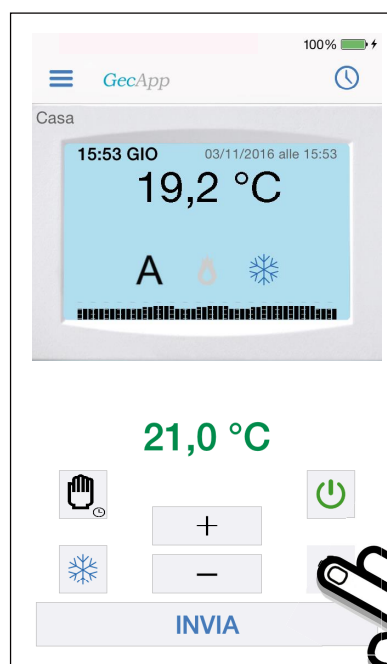 100%
GecApp
Casa
15:53 GIO 03/11/2016 alle 15:53
19,2 °C
A
21,0 °C
+
–
INVIA